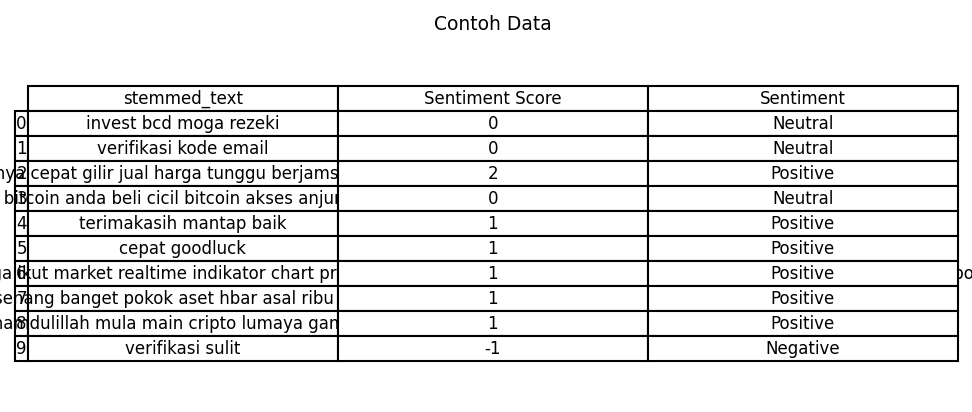 Contoh Data
stemmed_text Sentiment Score Sentiment
0 invest bcd moga rezeki 0 Neutral
1 verifikasi kode email 0 Neutral
2 cepat gilir jual harga tunggu berjams 2 Positive
3 bitcoin anda beli cicil bitcoin akses anjur 0 Neutral
4 terimakasih mantap baik 1 Positive
5 cepat goodluck 1 Positive
6 ikut market realtime indikator chart pr 1 Positive
7 senang banget pokok aset hbar asal ribu 1 Positive
8 mula main cripto lumaya gam 1 Positive
9 verifikasi sulit -1 Negative